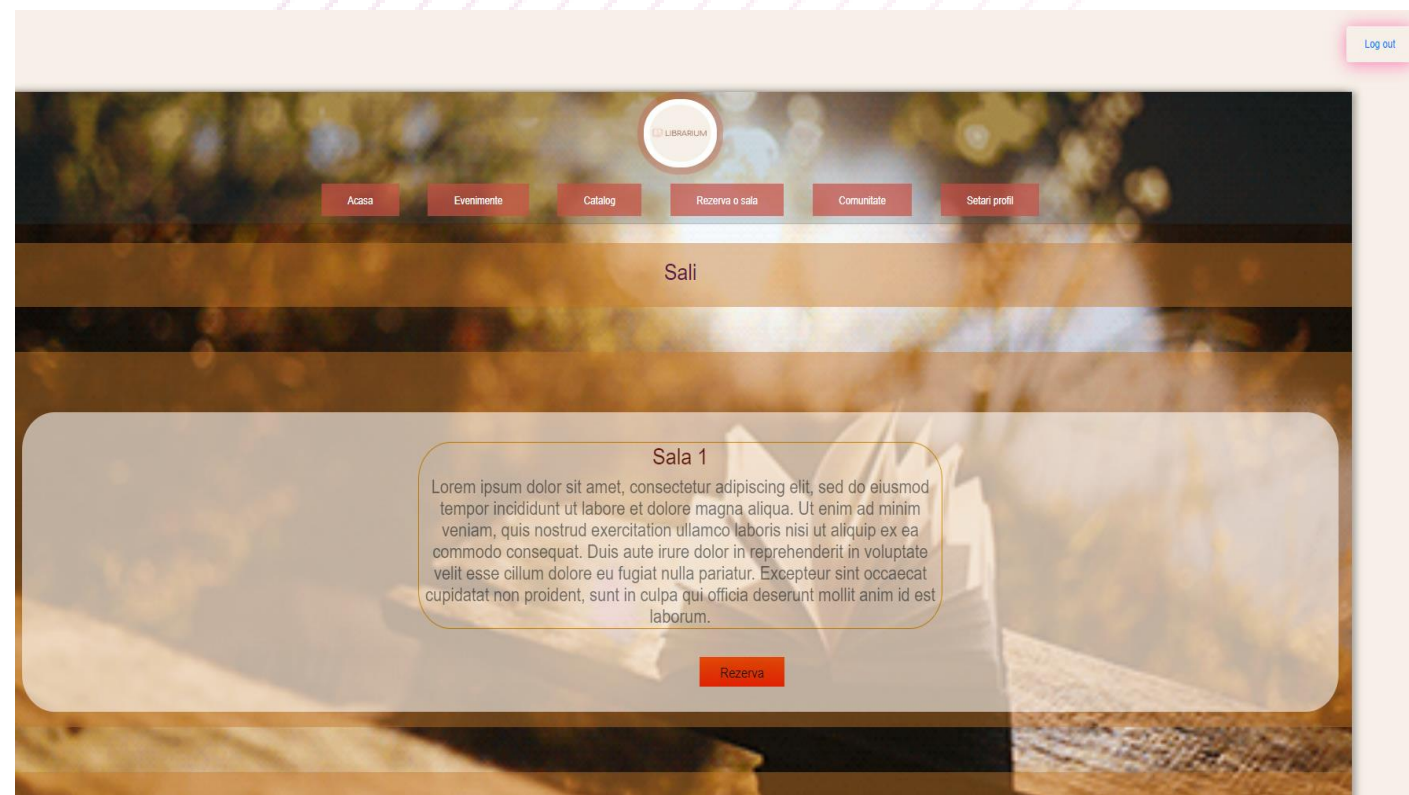 Log out
LIBRARIUM
Acasa Evenimente Catalog Rezerva o sala Comunitate Setari profil
Sali
Sala 1
Lorem ipsum dolor sit amet, consectetur adipiscing elit, sed do eiusmod
tempor incididunt ut labore et dolore magna aliqua. Ut enim ad minim
veniam, quis nostrud exercitation ullamco laboris nisi ut aliquip ex ea
commodo consequat. Duis aute irure dolor in reprehenderit in voluptate
velit esse cillum dolore eu fugiat nulla pariatur. Excepteur sint occaecat
cupidatat non proident, sunt in culpa qui officia deserunt mollit anim id est
laborum.
Rezerva